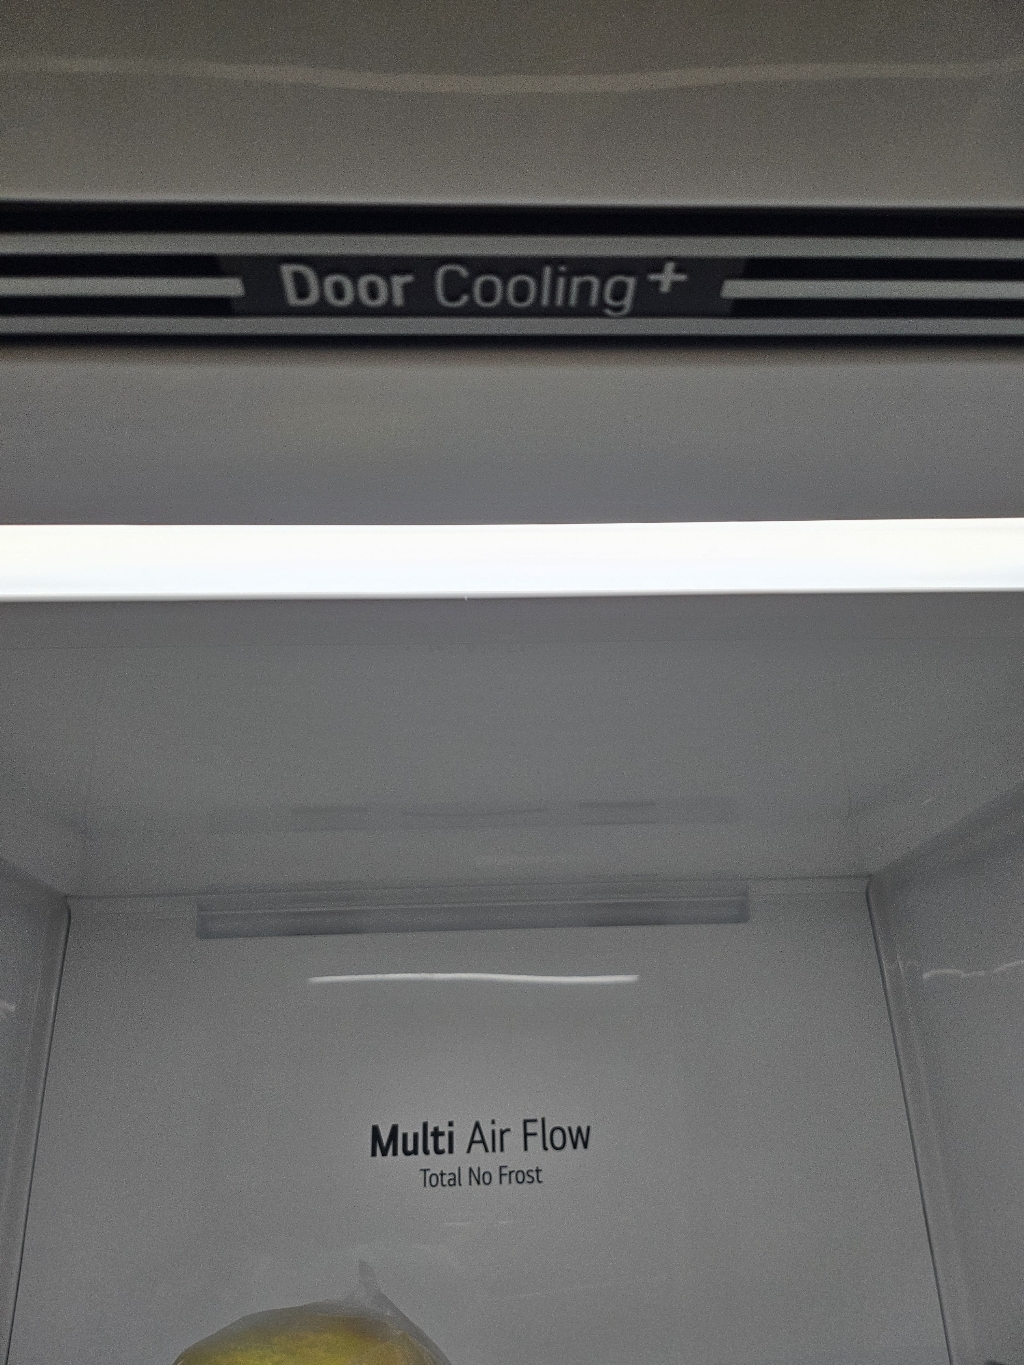 Door Cooling+
Multi Air Flow
Total No Frost